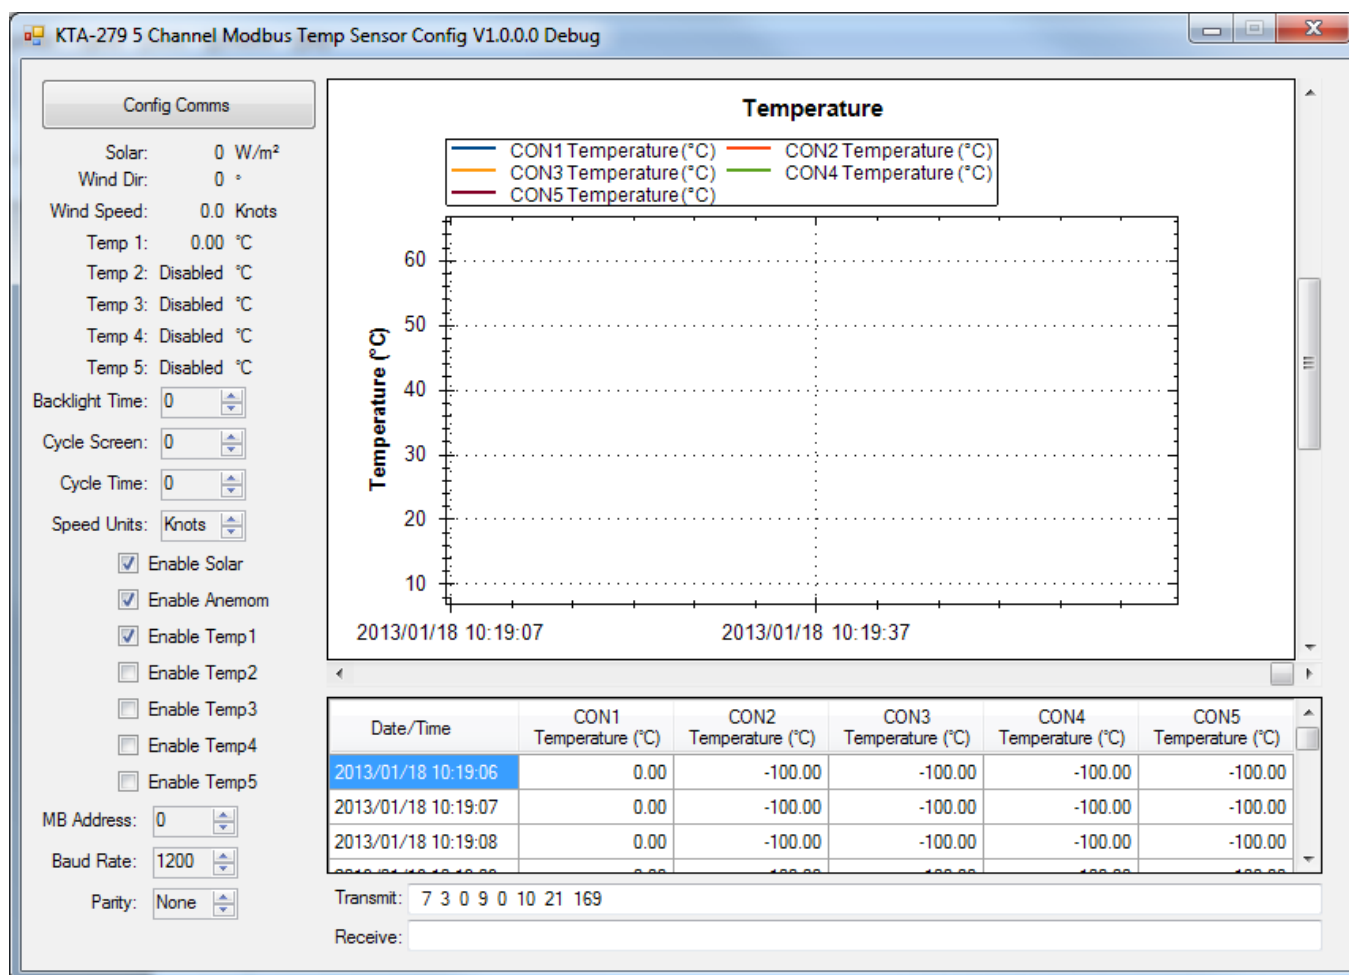 KTA-279 5 Channel Modbus Temp Sensor Config V1.0.0.0 Debug
Config Comms
Solar: 0 W/m²
Wind Dir: 0 °
Wind Speed: 0.0 Knots
Temp 1: 0.00 °C
Temp 2: Disabled °C
Temp 3: Disabled °C
Temp 4: Disabled °C
Temp 5: Disabled °C
Backlight Time: 0
Cycle Screen: 0
Cycle Time: 0
Speed Units: Knots
Enable Solar
Enable Anemom
Enable Temp1
Enable Temp2
Enable Temp3
Enable Temp4
Enable Temp5
MB Address: 0
Baud Rate: 1200
Parity: None
Temperature
CON1 Temperature (°C) CON2 Temperature (°C)
CON3 Temperature (°C) CON4 Temperature (°C)
CON5 Temperature (°C)
Temperature (°C)
60
50
40
30
20
10
2013/01/18 10:19:07 2013/01/18 10:19:37
Date/Time CON1 Temperature (°C) CON2 Temperature (°C) CON3 Temperature (°C) CON4 Temperature (°C) CON5 Temperature (°C)
2013/01/18 10:19:06 0.00 -100.00 -100.00 -100.00 -100.00
2013/01/18 10:19:07 0.00 -100.00 -100.00 -100.00 -100.00
2013/01/18 10:19:08 0.00 -100.00 -100.00 -100.00 -100.00
Transmit: 7 3 0 9 0 10 21 169
Receive: